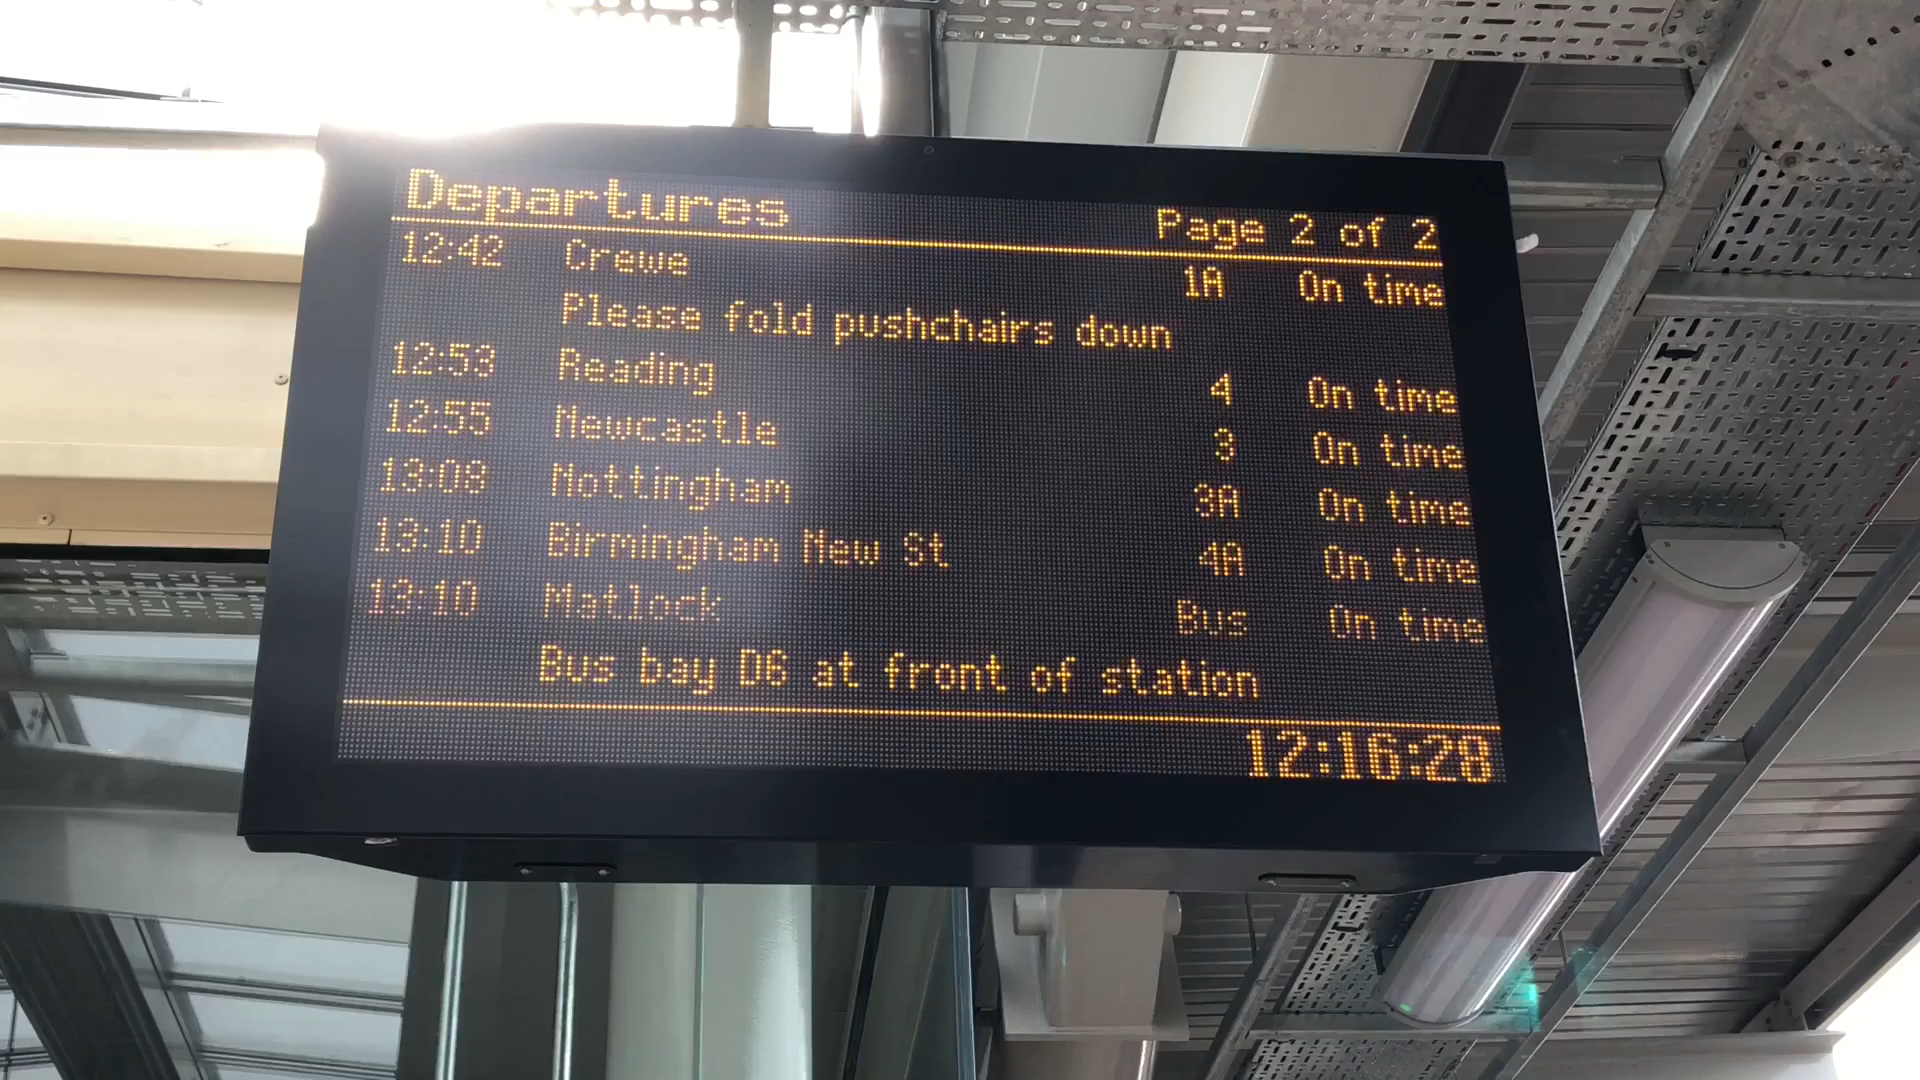 Departures Page 2 of 2
12:42 Crewe 1A On time
Please fold pushchairs down
12:53 Reading 4 On time
12:55 Newcastle 3 On time
13:08 Nottingham 3A On time
13:10 Birmingham New St 4A On time
13:10 Matlock Bus On time
Bus bay D6 at front of station
12:16:28